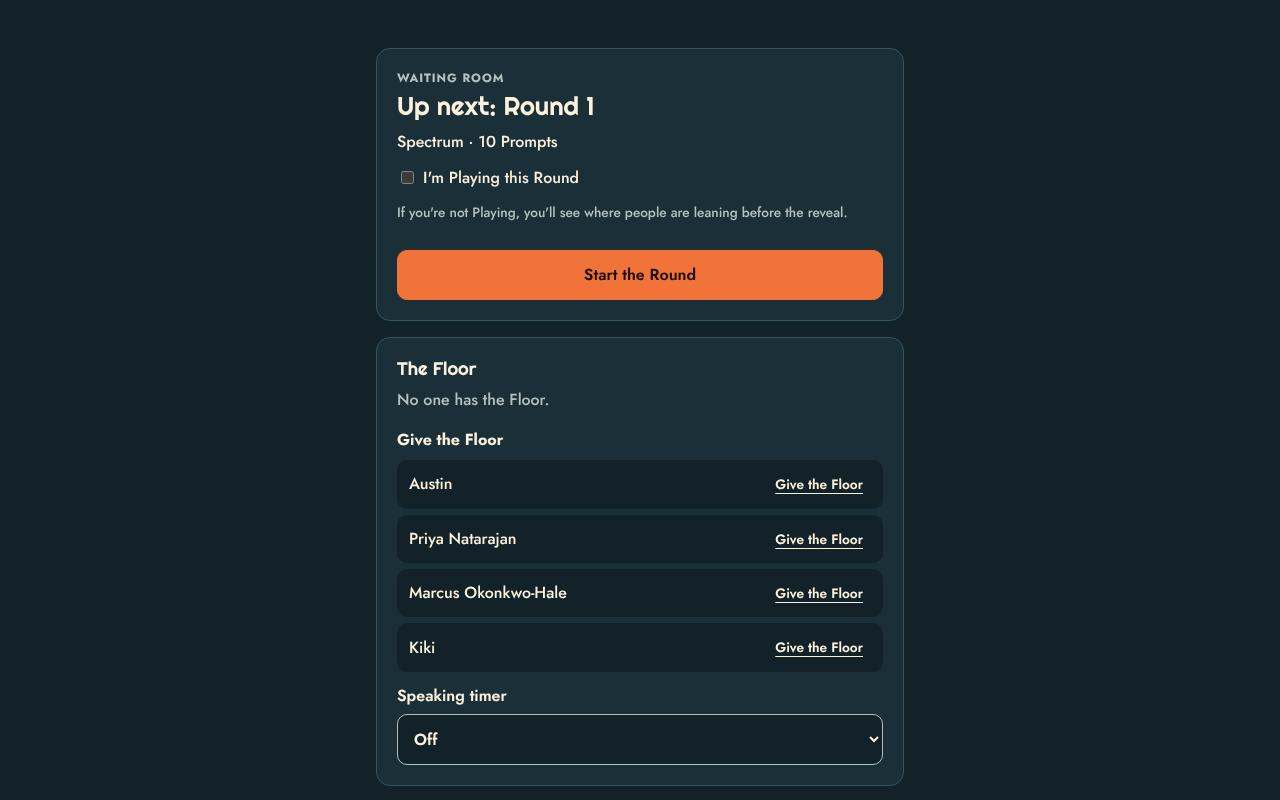 WAITING ROOM
Up next: Round 1
Spectrum · 10 Prompts
I'm Playing this Round
If you're not Playing, you'll see where people are leaning before the reveal.
Start the Round
The Floor
No one has the Floor.
Give the Floor
Austin Give the Floor
Priya Natarajan Give the Floor
Marcus Okonkwo-Hale Give the Floor
Kiki Give the Floor
Speaking timer
Off